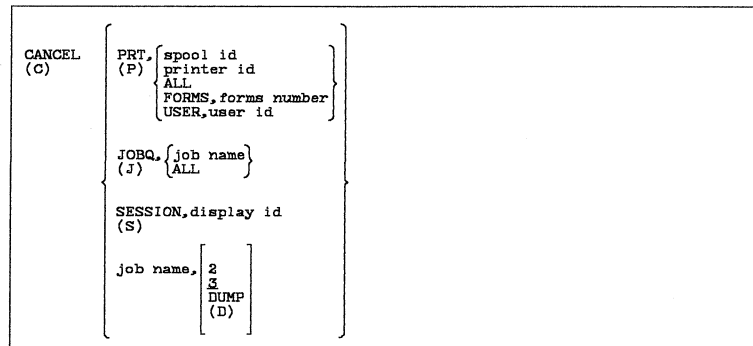 CANCEL PRT, spool id
(C) (P) printer id
ALL
FORMS,forms number
USER,user id
JOBQ, job name
(J) ALL
SESSION,display id
(S)
job name, 2
3
DUMP
(D)